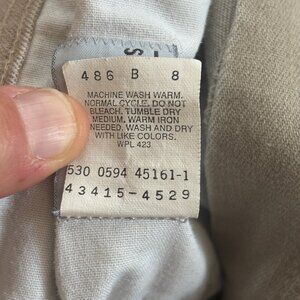 486 B 8
MACHINE WASH WARM.
NORMAL CYCLE. DO NOT
BLEACH. TUMBLE DRY
MEDIUM. WARM IRON
NEEDED. WASH AND DRY
WITH LIKE COLORS.
WPL 423
530 0594 45161-1
43415-4529